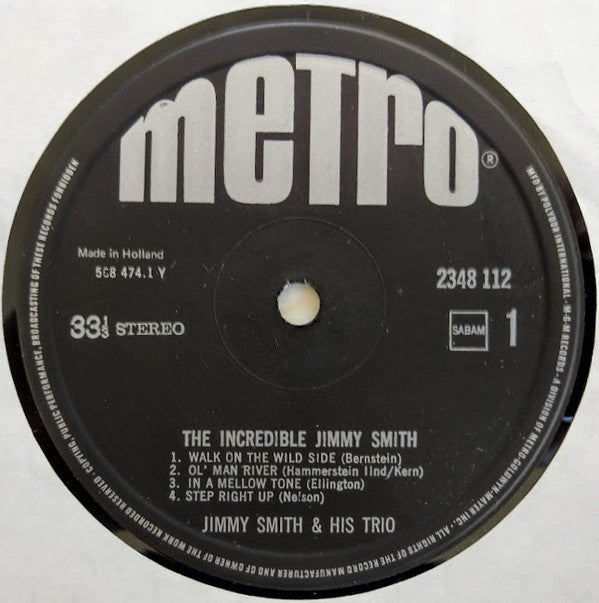 metro®
Made in Holland
558 474.1 Y
2348 112
33⅓ STEREO
SABAM
1
THE INCREDIBLE JIMMY SMITH
1. WALK ON THE WILD SIDE (Bernstein)
2. OL' MAN RIVER (Hammerstein IInd/Kern)
3. IN A MELLOW TONE (Ellington)
4. STEP RIGHT UP (Nelson)
JIMMY SMITH & HIS TRIO
MFD BY POLYDOR INTERNATIONAL - M-G-M RECORDS - A DIVISION OF METRO-GOLDWYN-MAYER INC. - ALL RIGHTS OF THE RECORD MANUFACTURER AND OF OWNER OF THE WORK RECORDED RESERVED - COPYING, PUBLIC PERFORMANCE, BROADCASTING OF THESE RECORDS FORBIDDEN